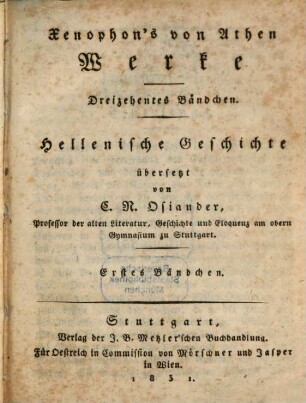 Xenophon's von Athen
Werke
Dreizehentes Bändchen.
Hellenische Geschichte
übersetzt
von
C. N. Osiander,
Professor der alten Literatur, Geschichte und Eloquenz am obern
Gymnasium zu Stuttgart.
Erstes Bändchen.
Stuttgart,
Verlag der J. B. Metzler'schen Buchhandlung.
Für Oestreich in Commission von Mörschner und Jasper
in Wien.
1831.